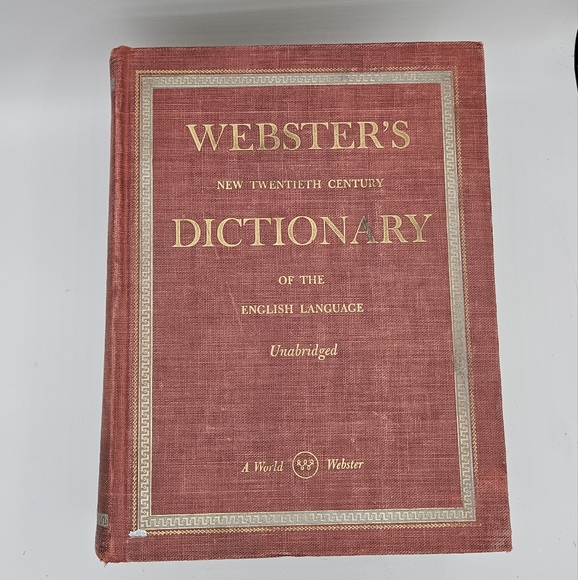 WEBSTER'S
NEW TWENTIETH CENTURY
DICTIONARY
OF THE
ENGLISH LANGUAGE
Unabridged
A World Webster